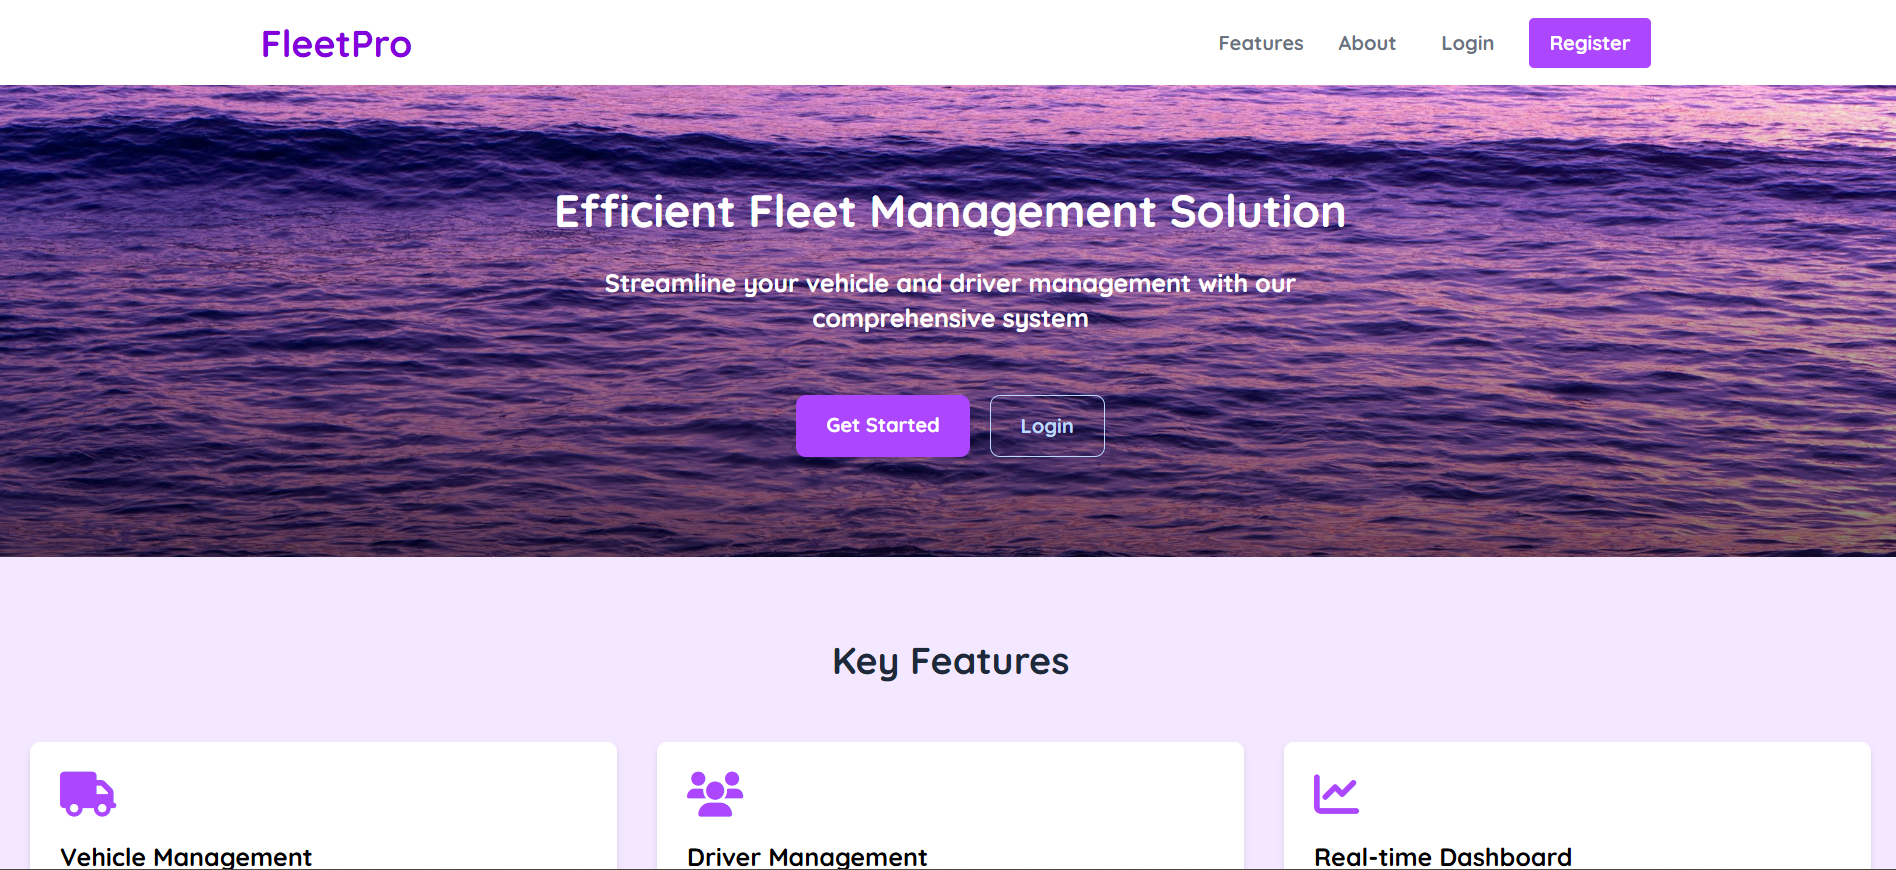 FleetPro
Features
About
Login
Register
Efficient Fleet Management Solution
Streamline your vehicle and driver management with our
comprehensive system
Get Started
Login
Key Features
Vehicle Management
Driver Management
Real-time Dashboard